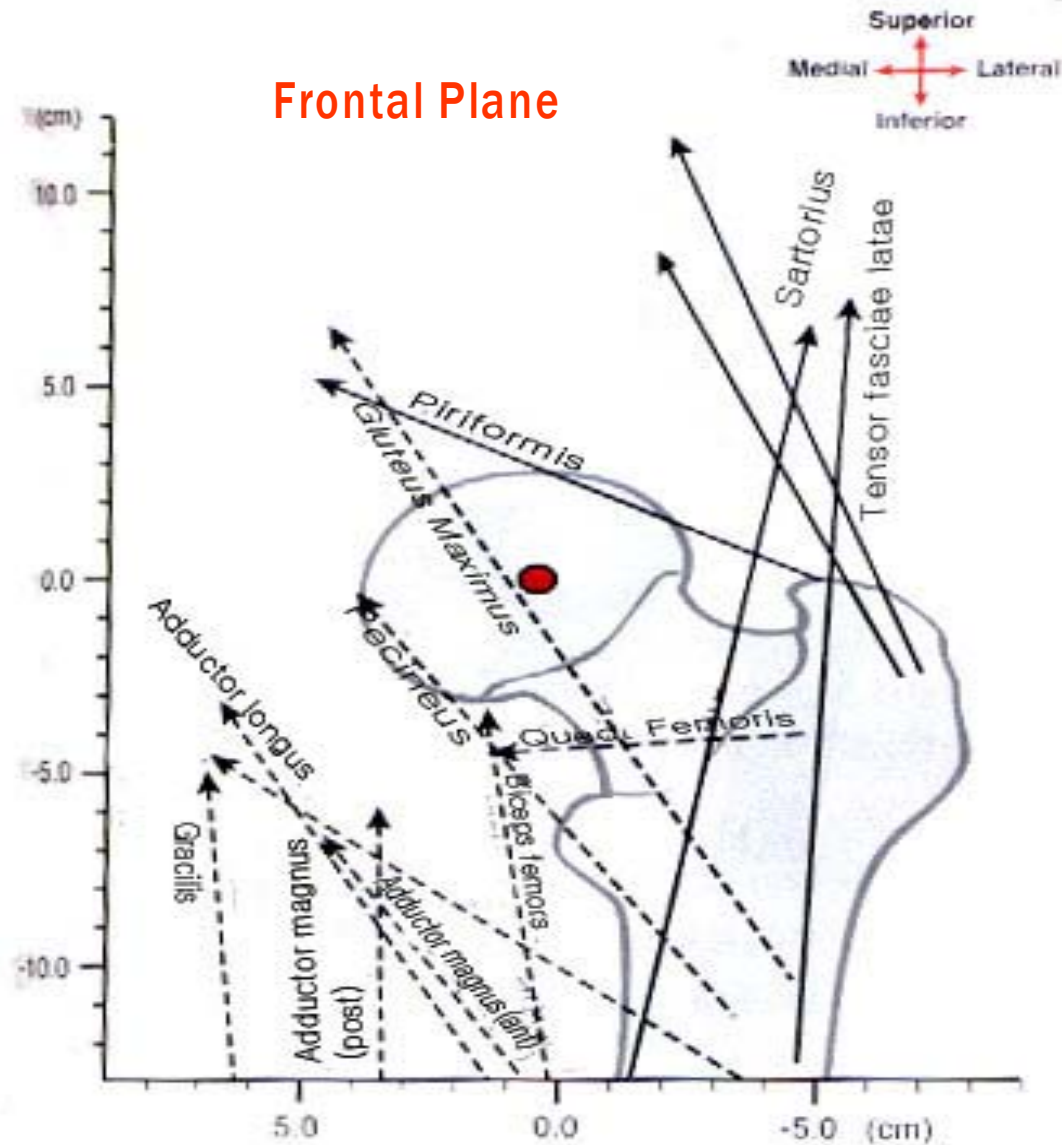 Superior
Medial Lateral
Inferior
Frontal Plane
(cm)
10.0
5.0
0.0
-5.0
-10.0
Sartorius
Tensor fasciae latae
Piriformis
Gluteus Maximus
Pecineus
Adductor longus
Quad. Femoris
Biceps femors
Gracilis
Adductor magnus
(post)
Adductor magnus(ant)
5.0 0.0 -5.0 (cm)